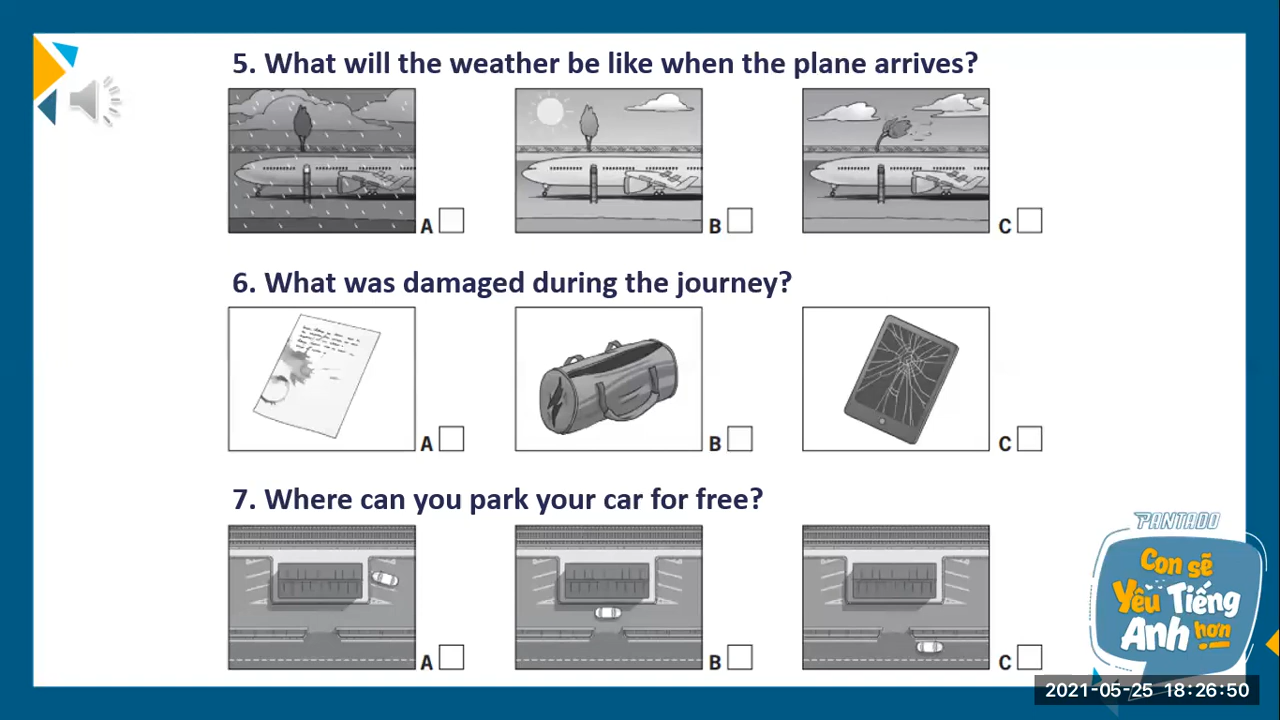 5. What will the weather be like when the plane arrives?
A
B
C
6. What was damaged during the journey?
A
B
C
7. Where can you park your car for free?
A
B
C
PANTADO
Con sẽ
Yêu Tiếng
Anh hơn
2021-05-25 18:26:50